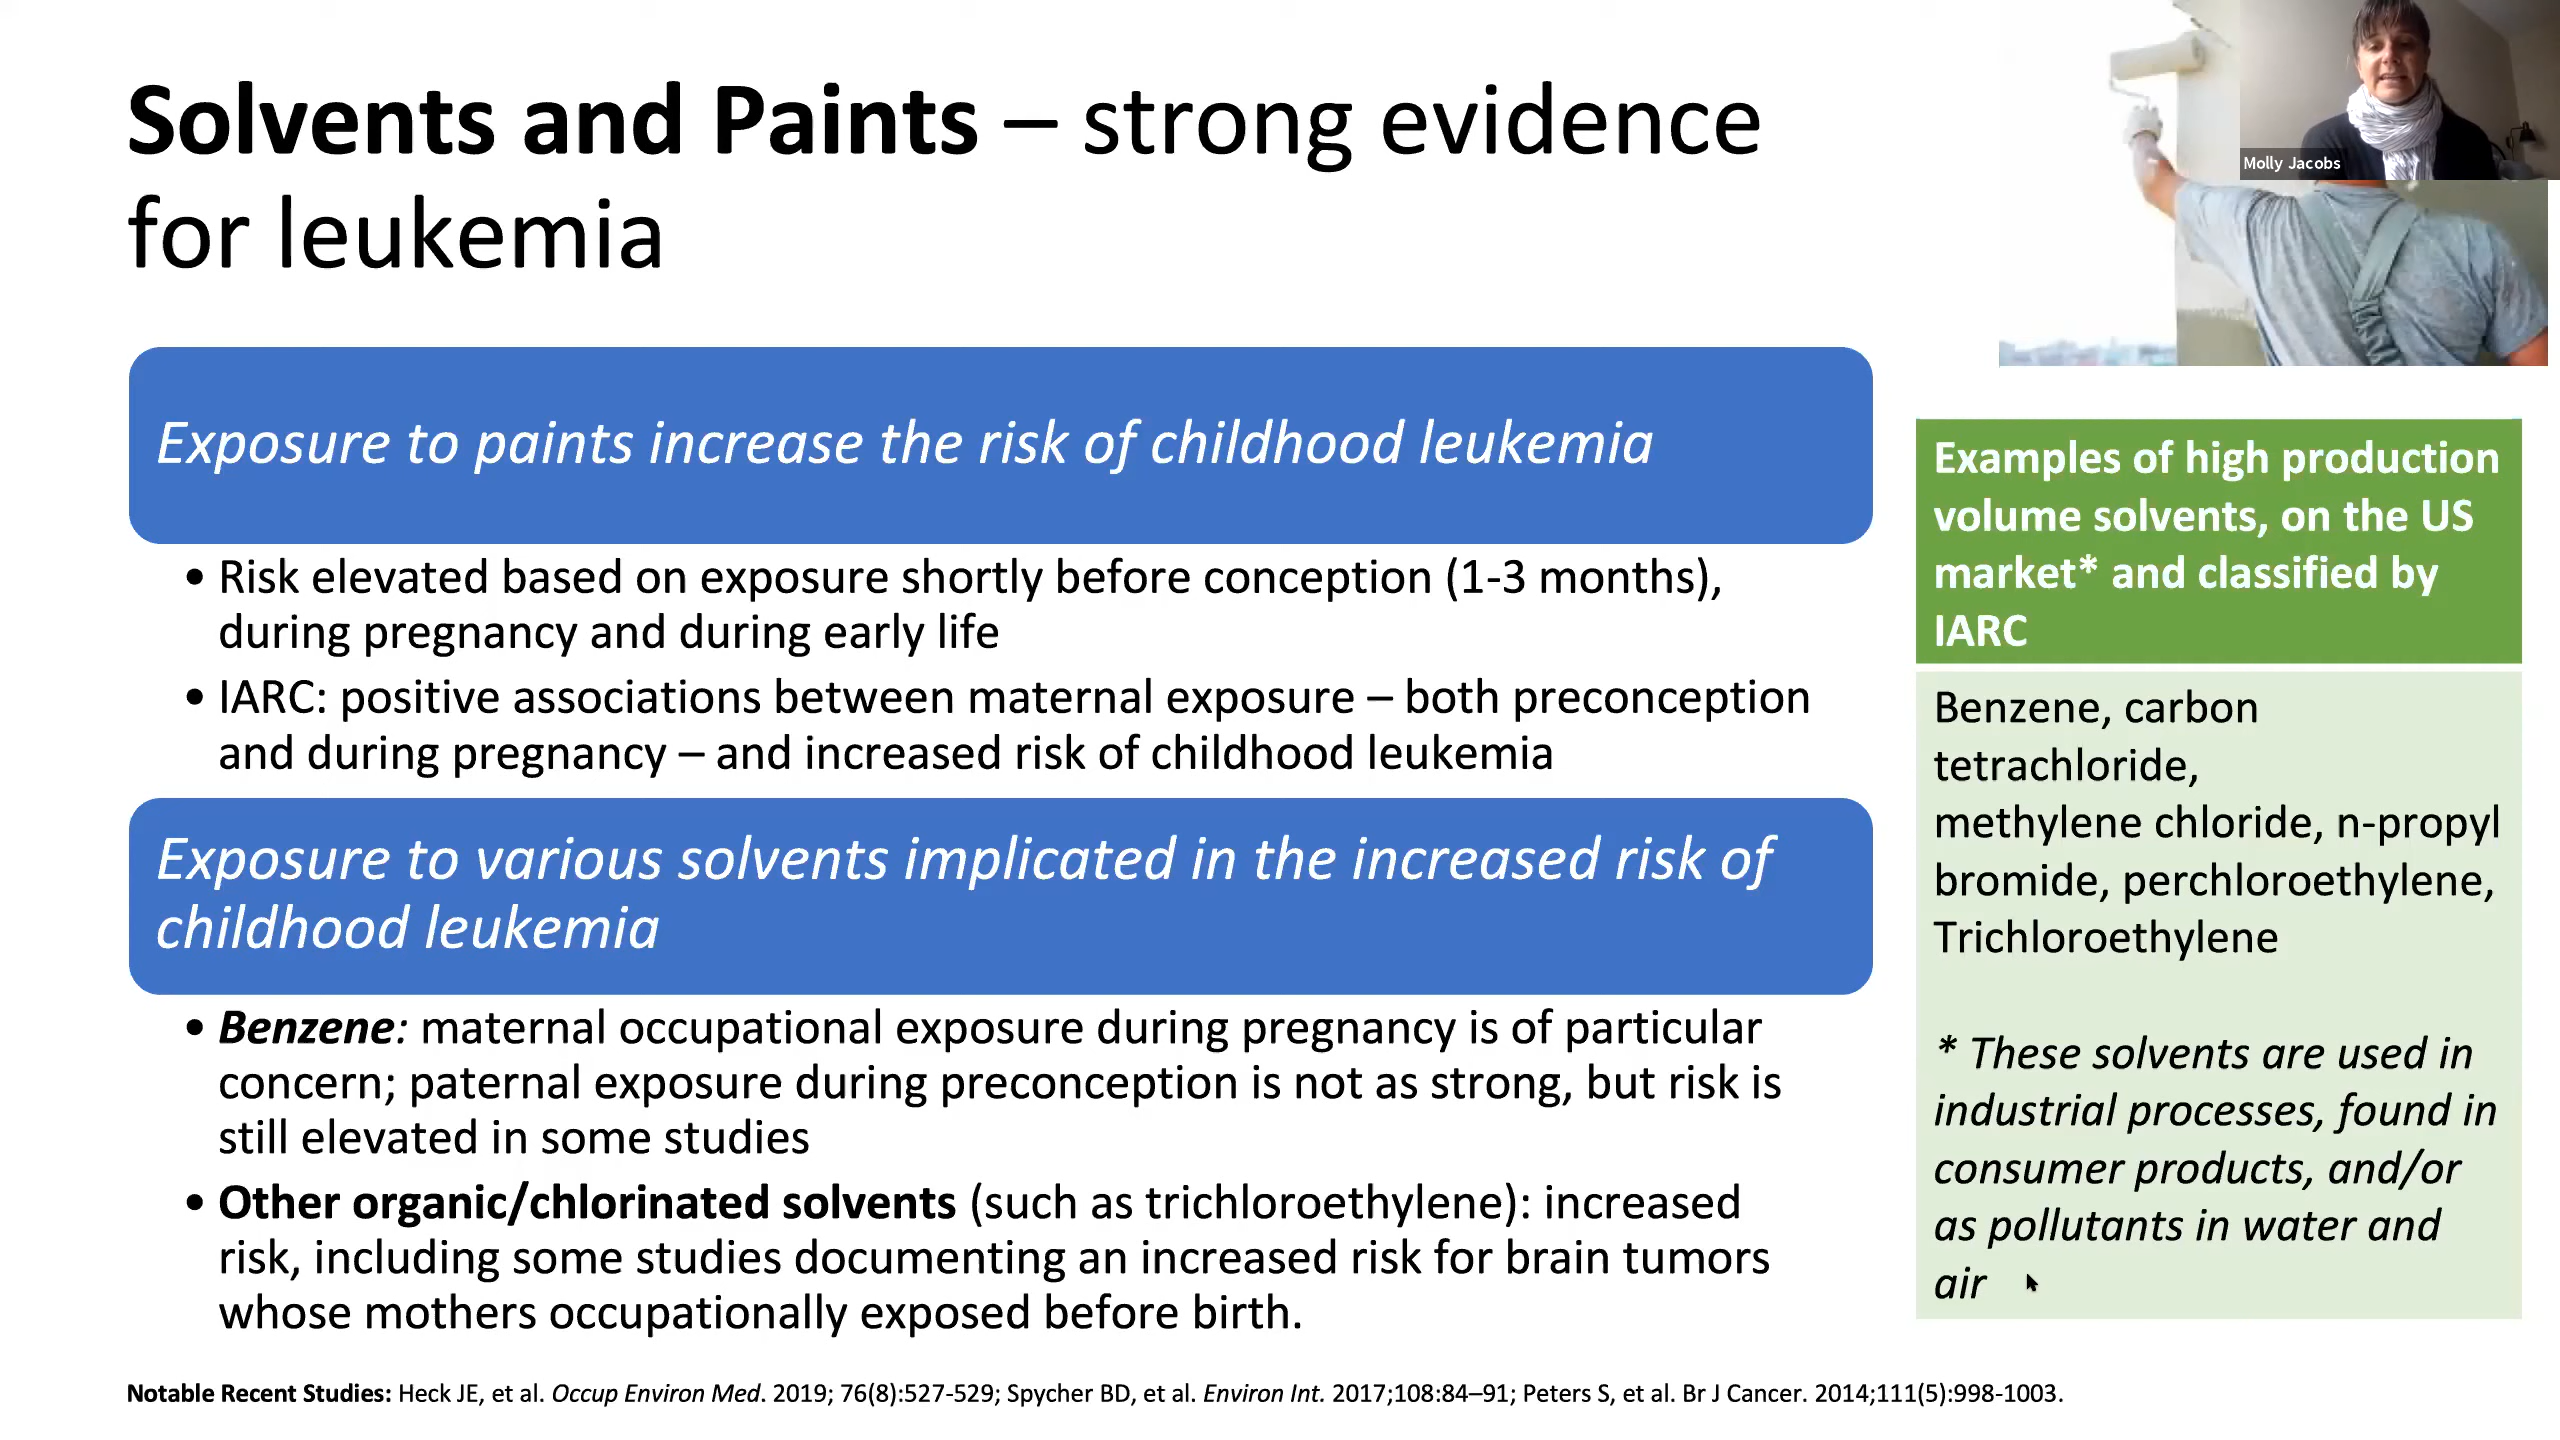 Solvents and Paints – strong evidence
for leukemia
Molly Jacobs
Exposure to paints increase the risk of childhood leukemia
• Risk elevated based on exposure shortly before conception (1-3 months),
during pregnancy and during early life
• IARC: positive associations between maternal exposure – both preconception
and during pregnancy – and increased risk of childhood leukemia
Exposure to various solvents implicated in the increased risk of
childhood leukemia
• Benzene: maternal occupational exposure during pregnancy is of particular
concern; paternal exposure during preconception is not as strong, but risk is
still elevated in some studies
• Other organic/chlorinated solvents (such as trichloroethylene): increased
risk, including some studies documenting an increased risk for brain tumors
whose mothers occupationally exposed before birth.
Examples of high production
volume solvents, on the US
market* and classified by
IARC
Benzene, carbon
tetrachloride,
methylene chloride, n-propyl
bromide, perchloroethylene,
Trichloroethylene
* These solvents are used in
industrial processes, found in
consumer products, and/or
as pollutants in water and
air
Notable Recent Studies: Heck JE, et al. Occup Environ Med. 2019; 76(8):527-529; Spycher BD, et al. Environ Int. 2017;108:84–91; Peters S, et al. Br J Cancer. 2014;111(5):998-1003.